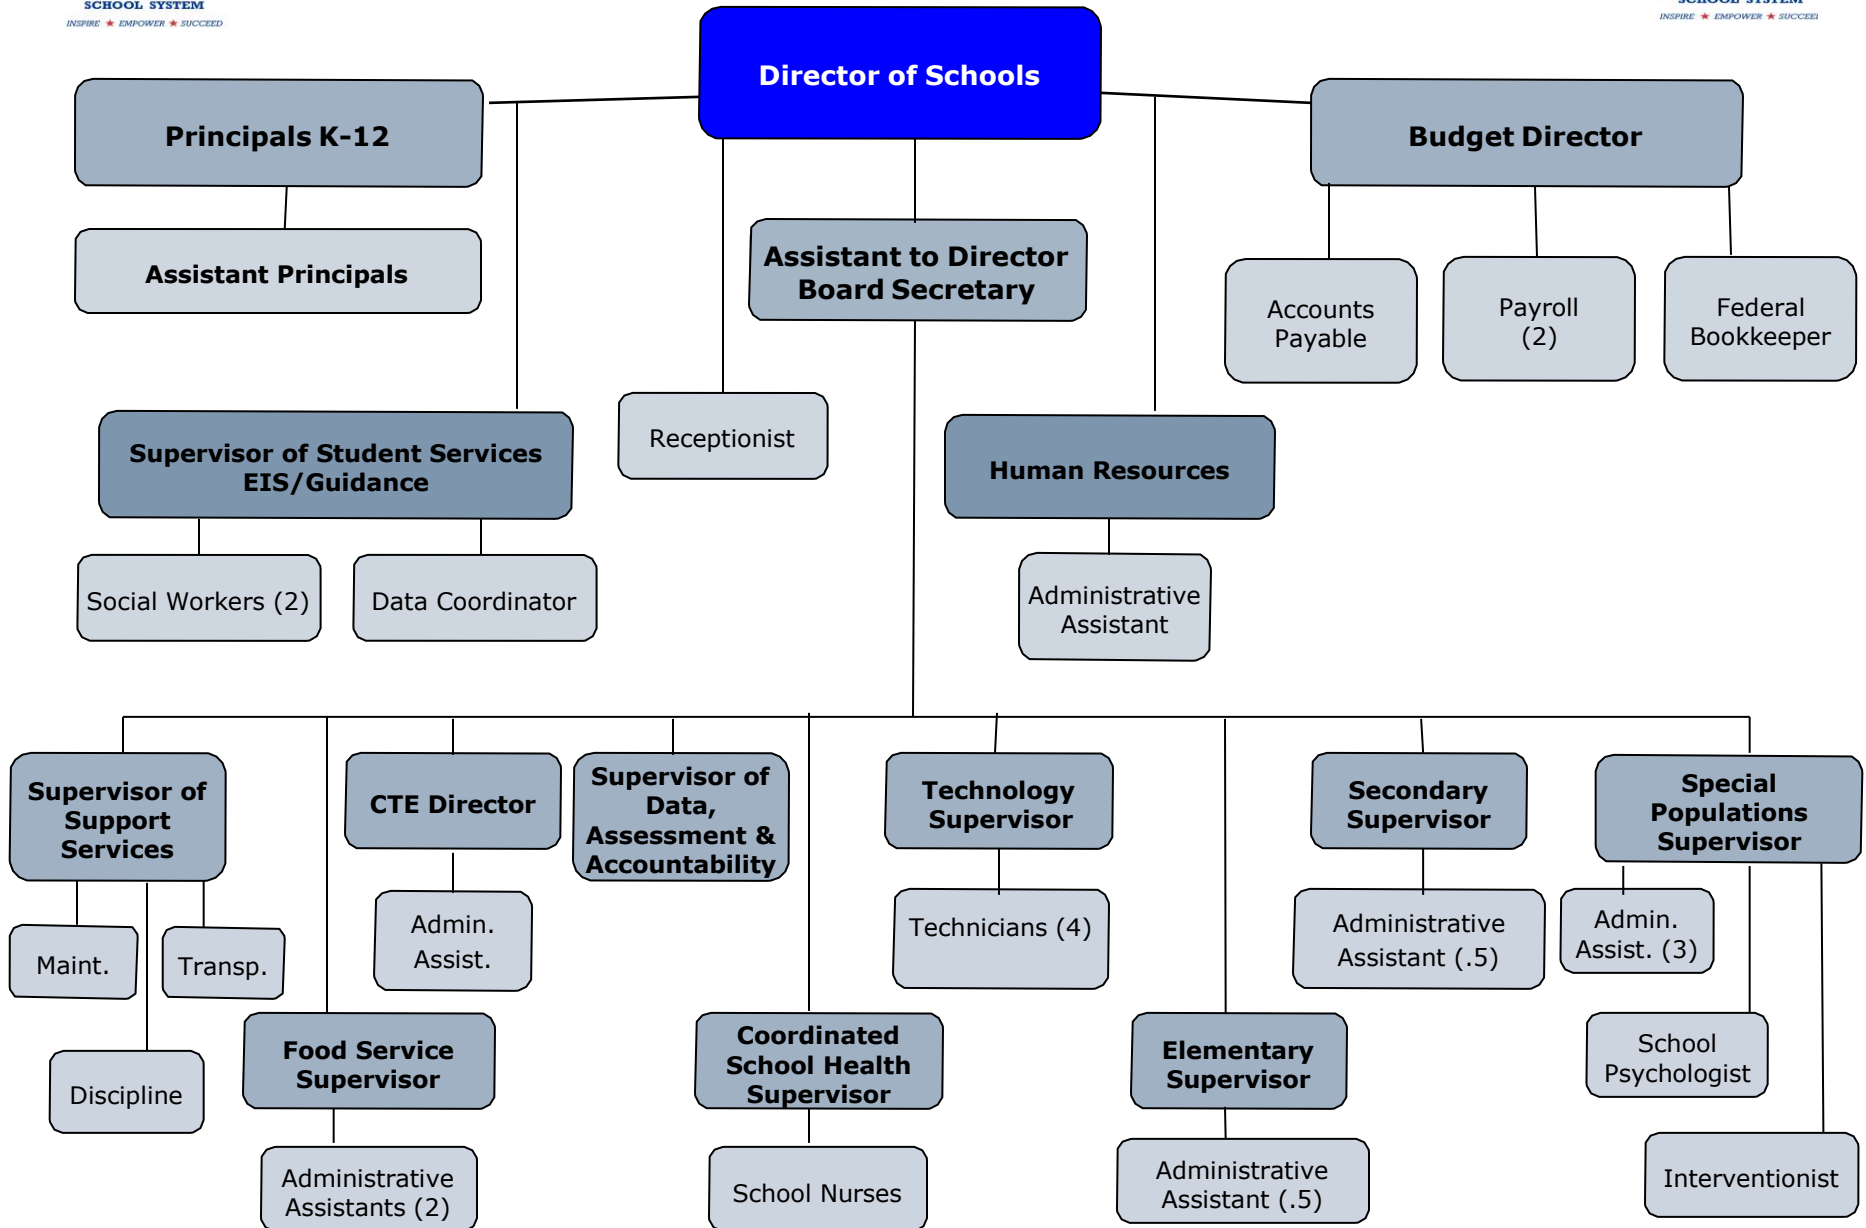 SCHOOL SYSTEM
INSPIRE ★ EMPOWER ★ SUCCEED
SCHOOL SYSTEM
INSPIRE ★ EMPOWER ★ SUCCEE
Director of Schools
Principals K-12
Budget Director
Assistant Principals
Assistant to Director
Board Secretary
Accounts
Payable
Payroll
(2)
Federal
Bookkeeper
Supervisor of Student Services
EIS/Guidance
Receptionist
Human Resources
Social Workers (2)
Data Coordinator
Administrative
Assistant
Supervisor of
Support
Services
CTE Director
Supervisor of
Data,
Assessment &
Accountability
Technology
Supervisor
Secondary
Supervisor
Special
Populations
Supervisor
Maint.
Transp.
Admin.
Assist.
Technicians (4)
Administrative
Assistant (.5)
Admin.
Assist. (3)
Discipline
Food Service
Supervisor
Coordinated
School Health
Supervisor
Elementary
Supervisor
School
Psychologist
Administrative
Assistants (2)
School Nurses
Administrative
Assistant (.5)
Interventionist